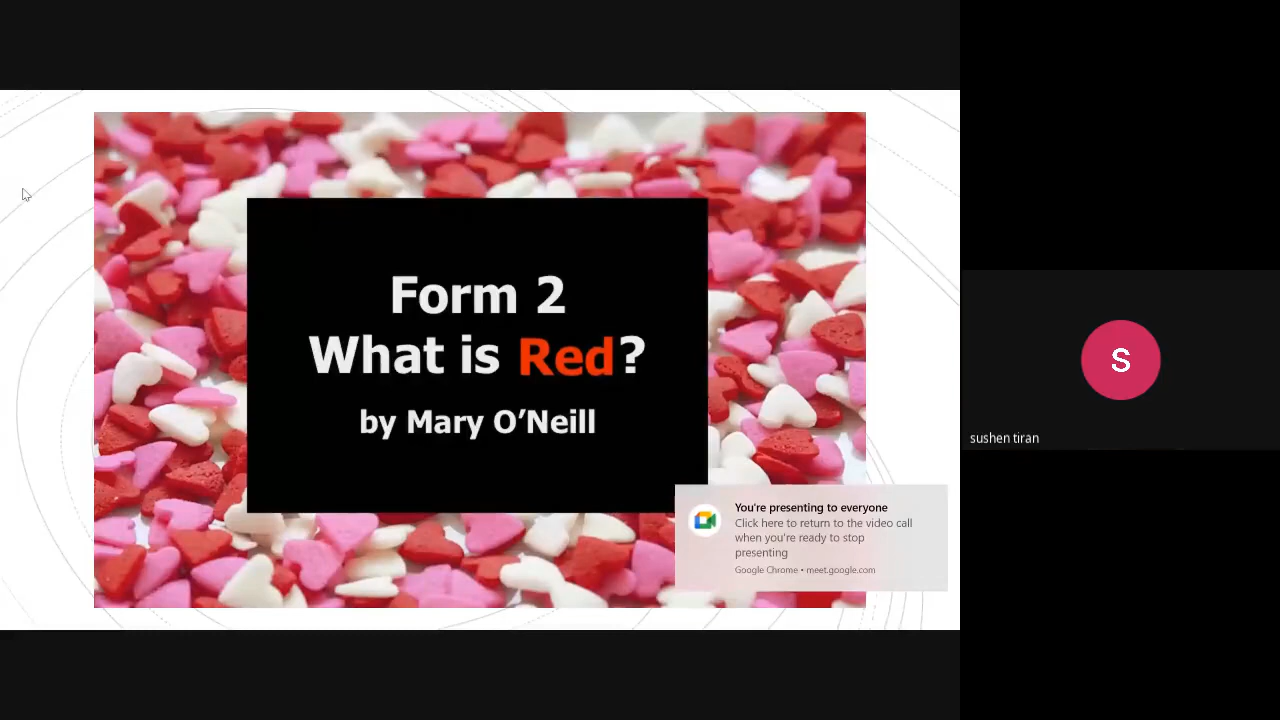 Form 2
What is Red?
by Mary O’Neill
You're presenting to everyone
Click here to return to the video call
when you're ready to stop
presenting
Google Chrome • meet.google.com
S
sushen tiran